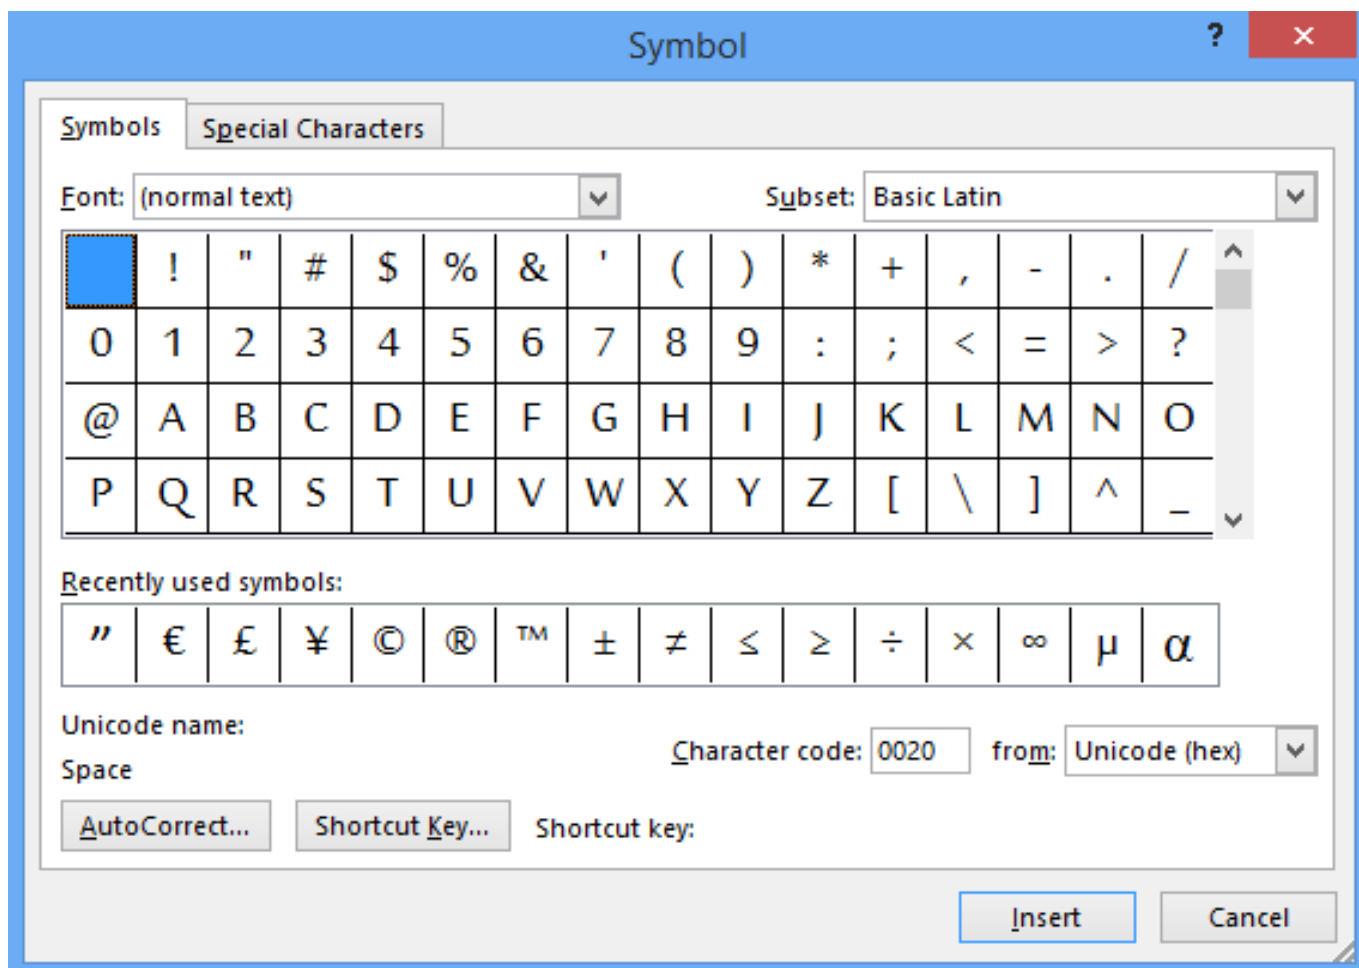 Symbol ? ×
Symbols Special Characters
Font: (normal text) Subset: Basic Latin
! " # $ % & ' ( ) * + , - . /
0 1 2 3 4 5 6 7 8 9 : ; < = > ?
@ A B C D E F G H I J K L M N O
P Q R S T U V W X Y Z [ \ ] ^ _
Recently used symbols:
” € £ ¥ © ® ™ ± ≠ ≤ ≥ ÷ × ∞ µ α
Unicode name:
Space
Character code: 0020 from: Unicode (hex)
AutoCorrect... Shortcut Key... Shortcut key:
Insert Cancel